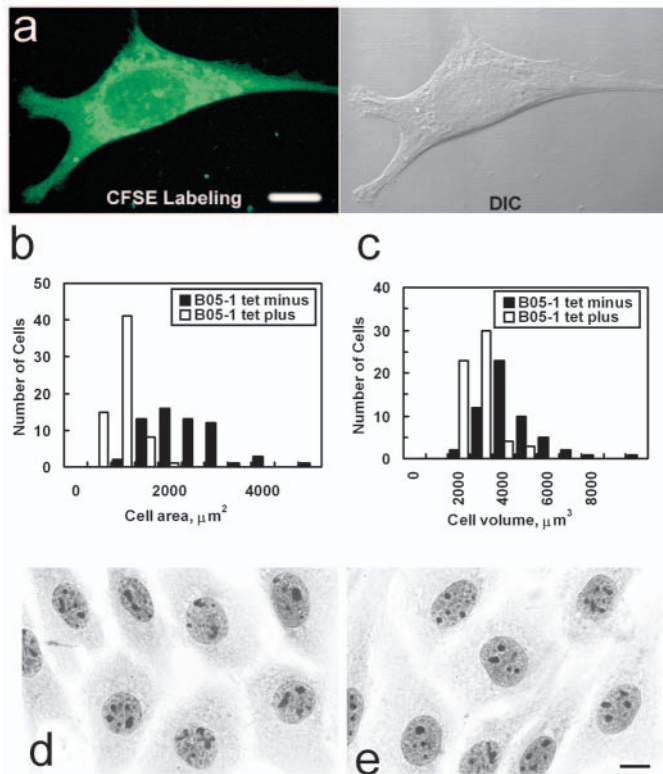 a
CFSE Labeling
DIC
b
c
50
40
30
20
10
0
Number of Cells
B05-1 tet minus
B05-1 tet plus
0
2000
4000
Cell area, μm²
40
30
20
10
0
Number of Cells
B05-1 tet minus
B05-1 tet plus
0
2000
4000
6000
8000
Cell volume, μm³
d
e